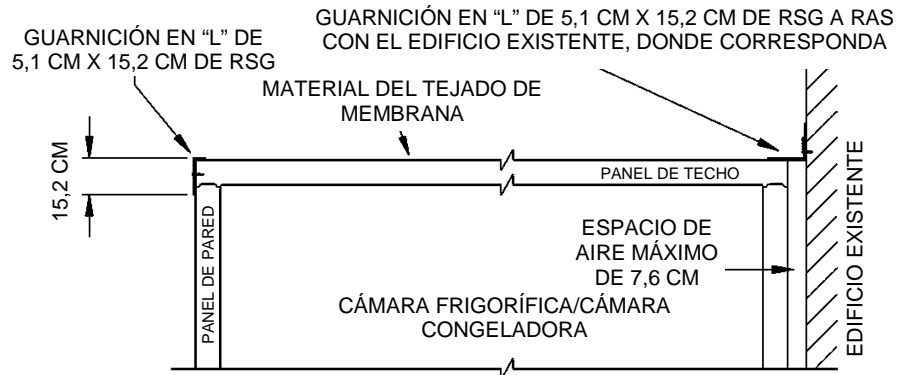 GUARNICIÓN EN “L” DE
5,1 CM X 15,2 CM DE RSG
GUARNICIÓN EN “L” DE 5,1 CM X 15,2 CM DE RSG A RAS
CON EL EDIFICIO EXISTENTE, DONDE CORRESPONDA
MATERIAL DEL TEJADO DE
MEMBRANA
15,2 CM
PANEL DE TECHO
PANEL DE PARED
ESPACIO DE
AIRE MÁXIMO
DE 7,6 CM
CÁMARA FRIGORÍFICA/CÁMARA
CONGELADORA
EDIFICIO EXISTENTE